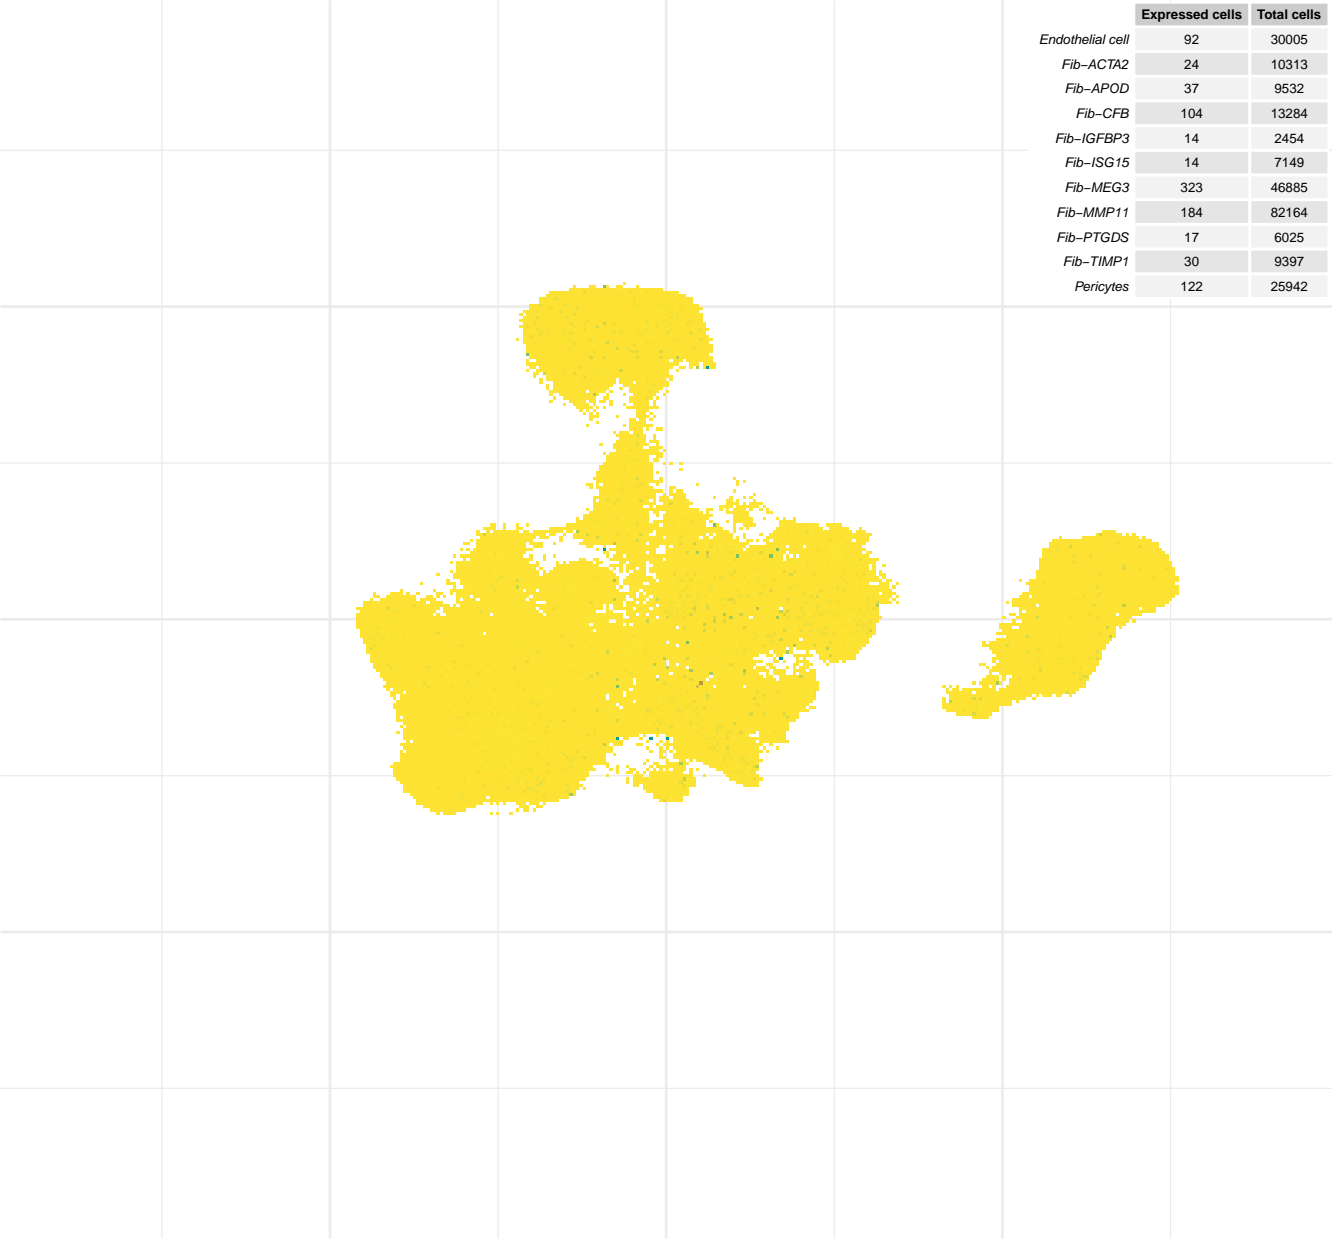 Expressed cells Total cells
Endothelial cell 92 30005
Fib−ACTA2 24 10313
Fib−APOD 37 9532
Fib−CFB 104 13284
Fib−IGFBP3 14 2454
Fib−ISG15 14 7149
Fib−MEG3 323 46885
Fib−MMP11 184 82164
Fib−PTGDS 17 6025
Fib−TIMP1 30 9397
Pericytes 122 25942